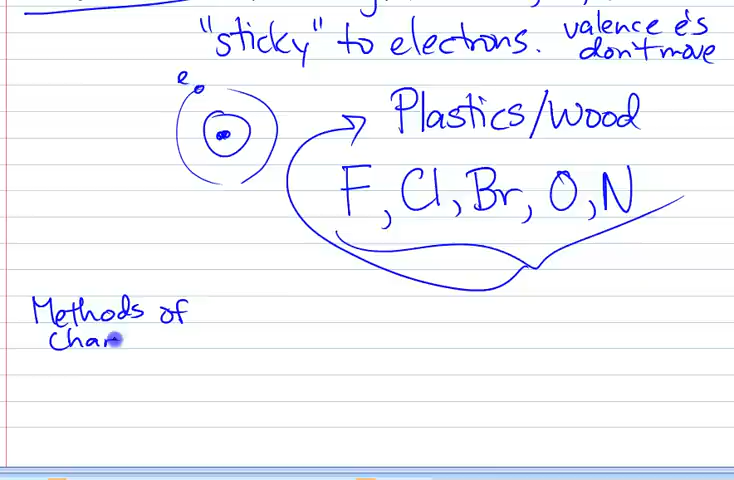 "sticky" to electrons. valence e's
don't move
e
Plastics/Wood
F, Cl, Br, O, N
Methods of
Char